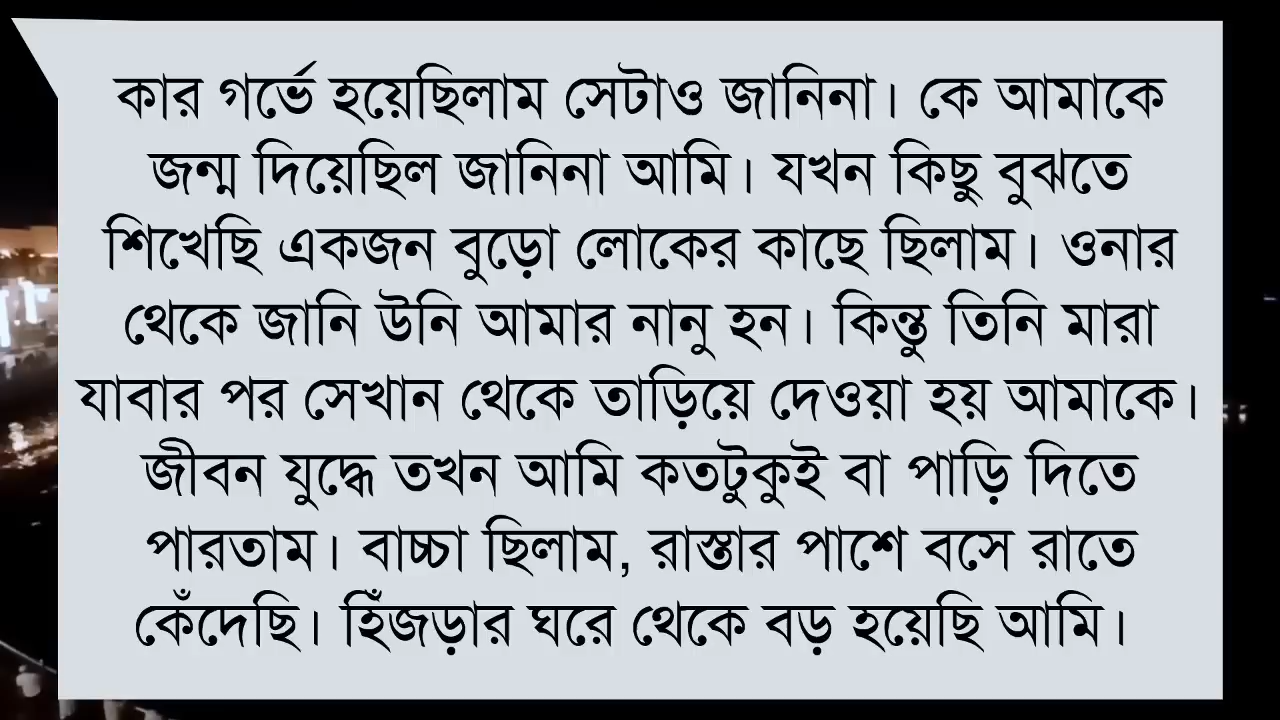 কার গর্ভে হয়েছিলাম সেটাও জানিনা। কে আমাকে
জন্ম দিয়েছিল জানিনা আমি। যখন কিছু বুঝতে
শিখেছি একজন বুড়ো লোকের কাছে ছিলাম। ওনার
থেকে জানি উনি আমার নানু হন। কিন্তু তিনি মারা
যাবার পর সেখান থেকে তাড়িয়ে দেওয়া হয় আমাকে।
জীবন যুদ্ধে তখন আমি কতটুকুই বা পাড়ি দিতে
পারতাম। বাচ্চা ছিলাম, রাস্তার পাশে বসে রাতে
কেঁদেছি। হিঁজড়ার ঘরে থেকে বড় হয়েছি আমি।